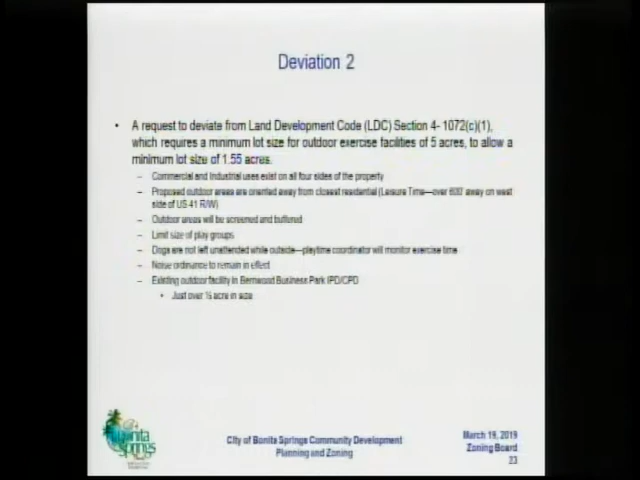 Deviation 2
• A request to deviate from Land Development Code (LDC) Section 4- 1072(c)(1),
which requires a minimum lot size for outdoor exercise facilities of 5 acres, to allow a
minimum lot size of 1.55 acres.
– Commercial and Industrial uses exist on all four sides of the property
– Proposed outdoor areas are oriented away from closest residential (Leisure Time—over 600' away on west
side of US 41 R/W)
– Outdoor areas will be screened and buffered
– Limit size of play groups
– Dogs are not left unattended while outside—playtime coordinator will monitor exercise time
– Noise ordinance to remain in effect
– Existing outdoor facility in Bernwood Business Park IPD/CPD
• Just over ½ acre in size
Bonita
Springs
City of Bonita Springs Community Development
Planning and Zoning
March 19, 2019
Zoning Board
23